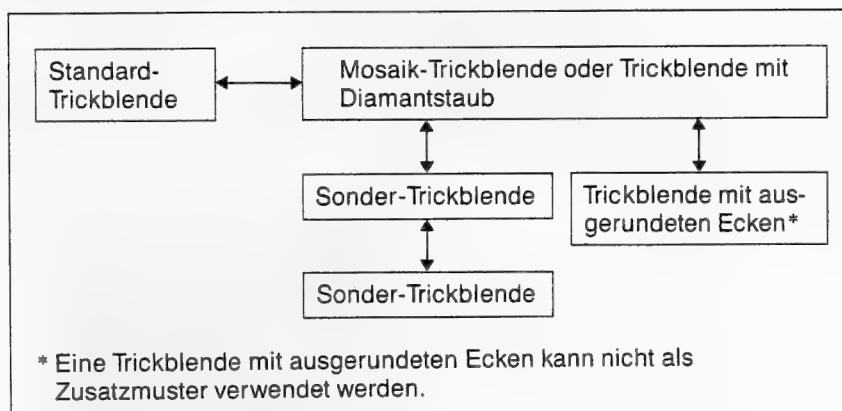 Standard-
Trickblende
Mosaik-Trickblende oder Trickblende mit
Diamantstaub
Sonder-Trickblende
Trickblende mit aus-
gerundeten Ecken*
Sonder-Trickblende
* Eine Trickblende mit ausgerundeten Ecken kann nicht als
Zusatzmuster verwendet werden.